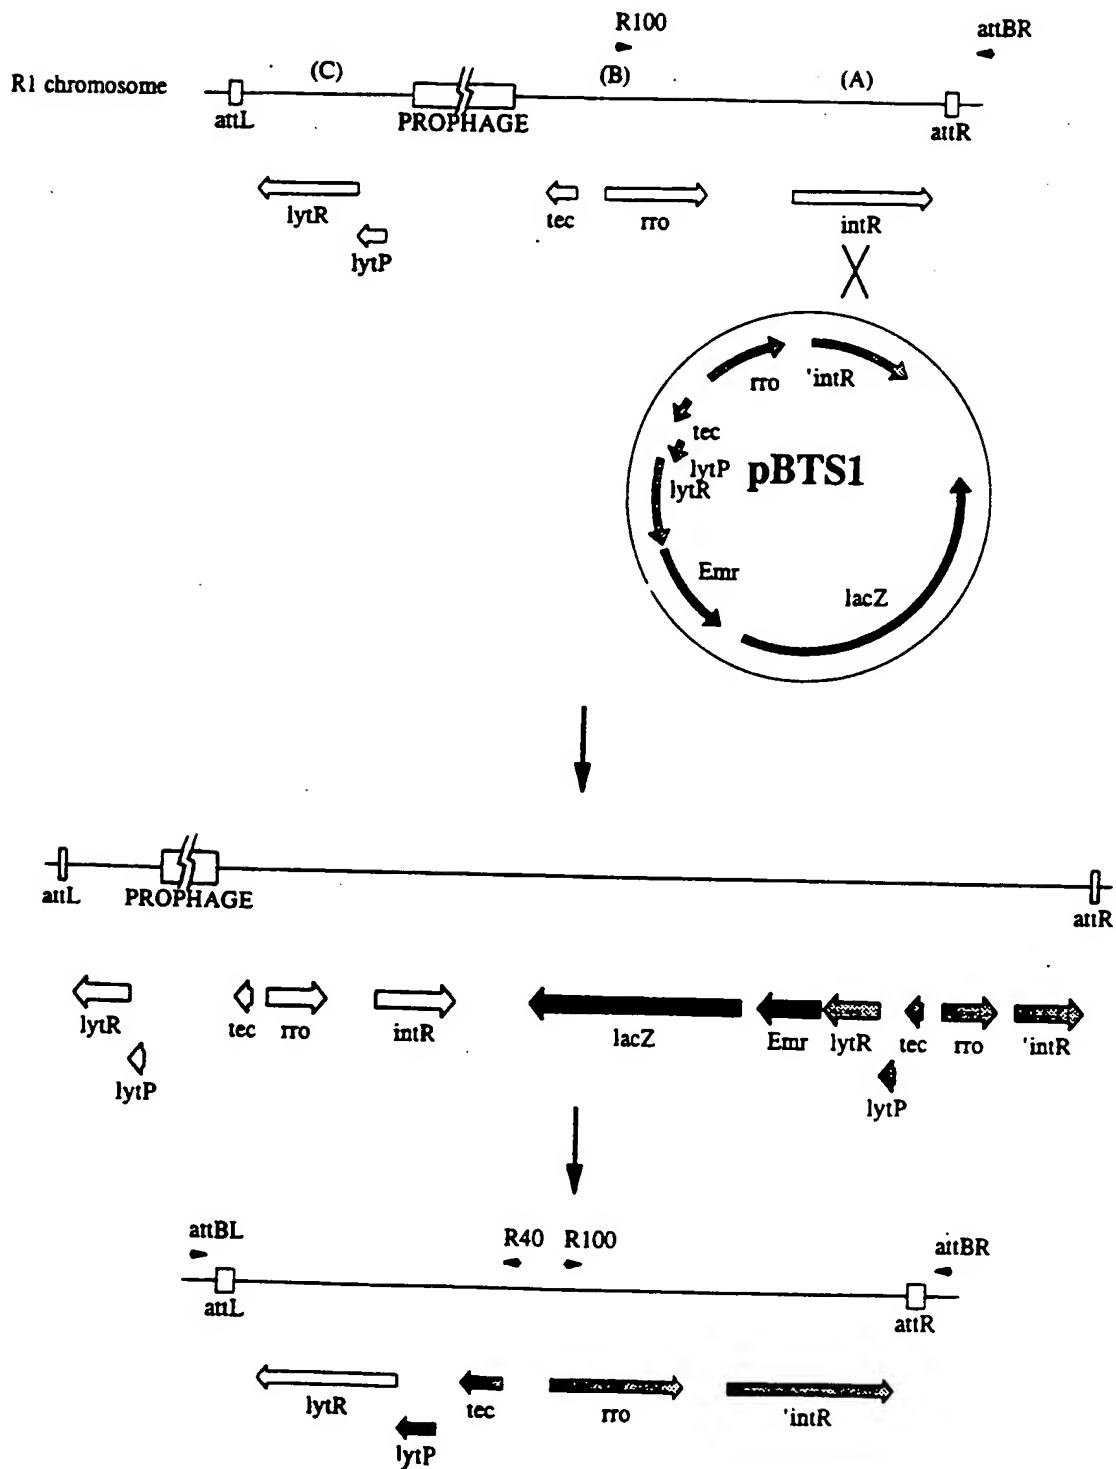 R100
attBR
R1 chromosome
(C)
(B)
(A)
attL
PROPHAGE
attR
lytR
lytP
tec
rro
intR
rro
'intR
tec
lytP
lytR
pBTS1
Emr
lacZ
attL
PROPHAGE
attR
lytR
tec
rro
intR
lacZ
Emr
lytR
tec
rro
'intR
lytP
lytP
attBL
R40
R100
attBR
attL
attR
lytR
tec
rro
'intR
lytP